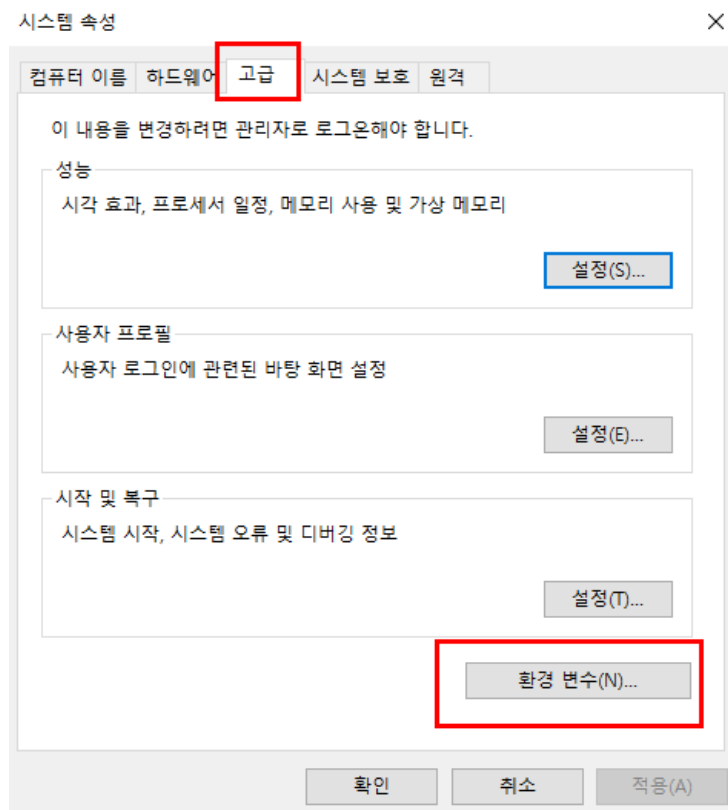 시스템 속성
컴퓨터 이름 하드웨어 고급 시스템 보호 원격
이 내용을 변경하려면 관리자로 로그온해야 합니다.
성능
시각 효과, 프로세서 일정, 메모리 사용 및 가상 메모리
설정(S)...
사용자 프로필
사용자 로그인에 관련된 바탕 화면 설정
설정(E)...
시작 및 복구
시스템 시작, 시스템 오류 및 디버깅 정보
설정(T)...
환경 변수(N)...
확인 취소 적용(A)